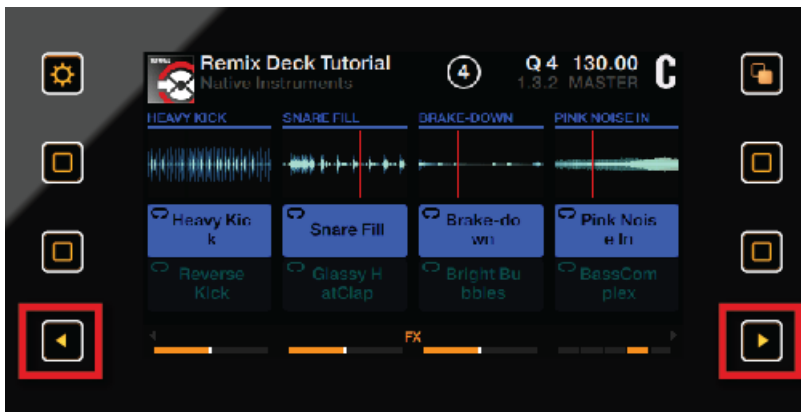 Remix Deck Tutorial
Native Instruments
4
Q 4 130.00
1.3.2 MASTER
C
HEAVY KICK SNARE FILL BRAKE-DOWN PINK NOISE IN
Heavy Kic
k
Snare Fill
Brake-do
wn
Pink Nois
e In
Reverse
Kick
Glassy H
atClap
Bright Bu
bbles
BassCom
plex
FX